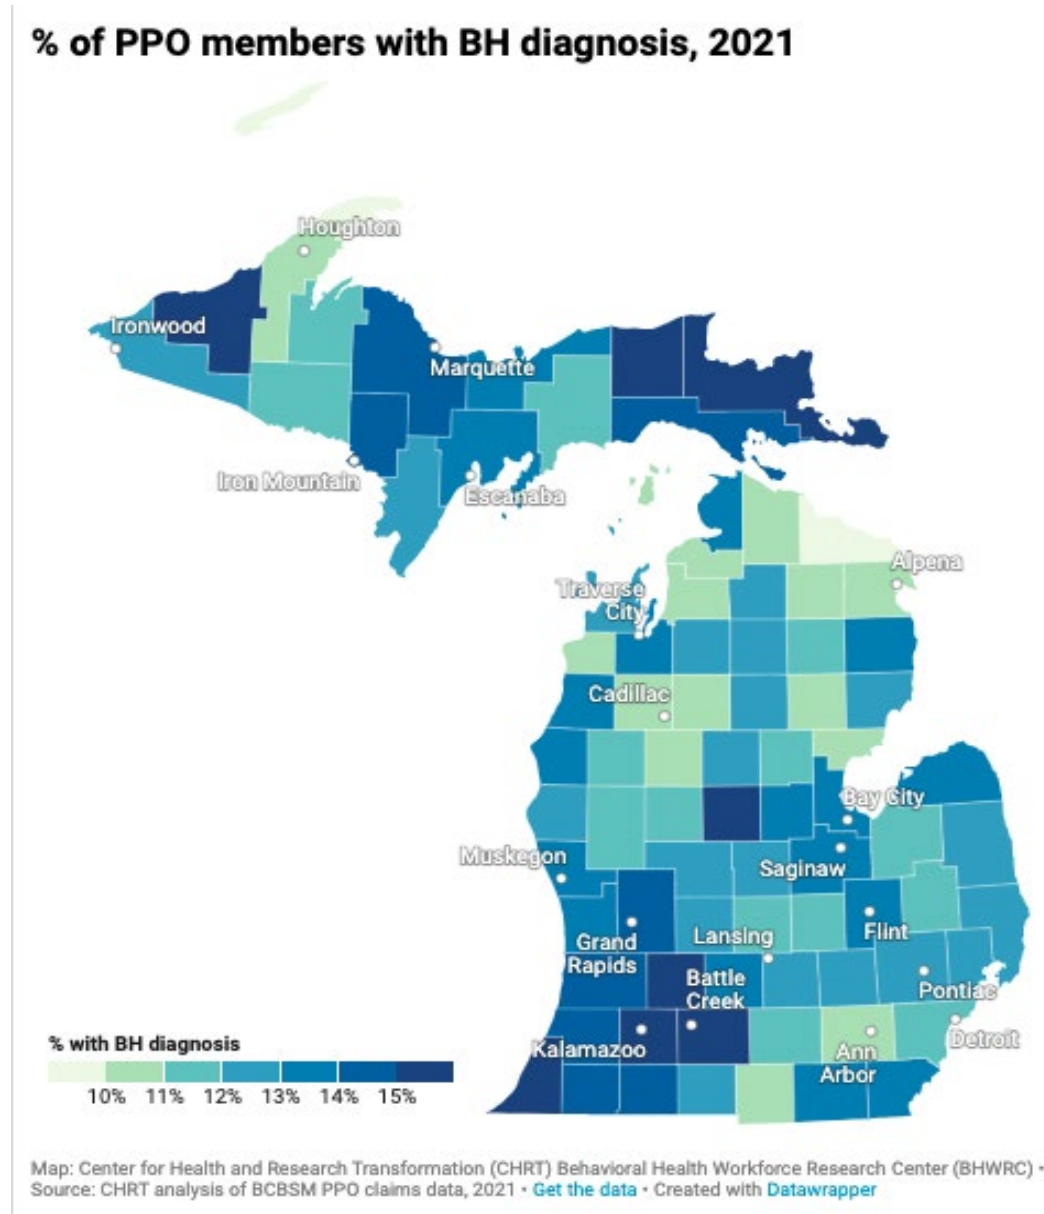 % of PPO members with BH diagnosis, 2021
Houghton
Ironwood
Marquette
Iron Mountain
Escanaba
Alpena
Traverse
City
Cadillac
Bay City
Muskegon
Saginaw
Grand
Rapids
Lansing
Flint
Battle
Creek
Pontiac
Kalamazoo
Ann
Arbor
Detroit
% with BH diagnosis
10% 11% 12% 13% 14% 15%
Map: Center for Health and Research Transformation (CHRT) Behavioral Health Workforce Research Center (BHWRC) •
Source: CHRT analysis of BCBSM PPO claims data, 2021 • Get the data • Created with Datawrapper